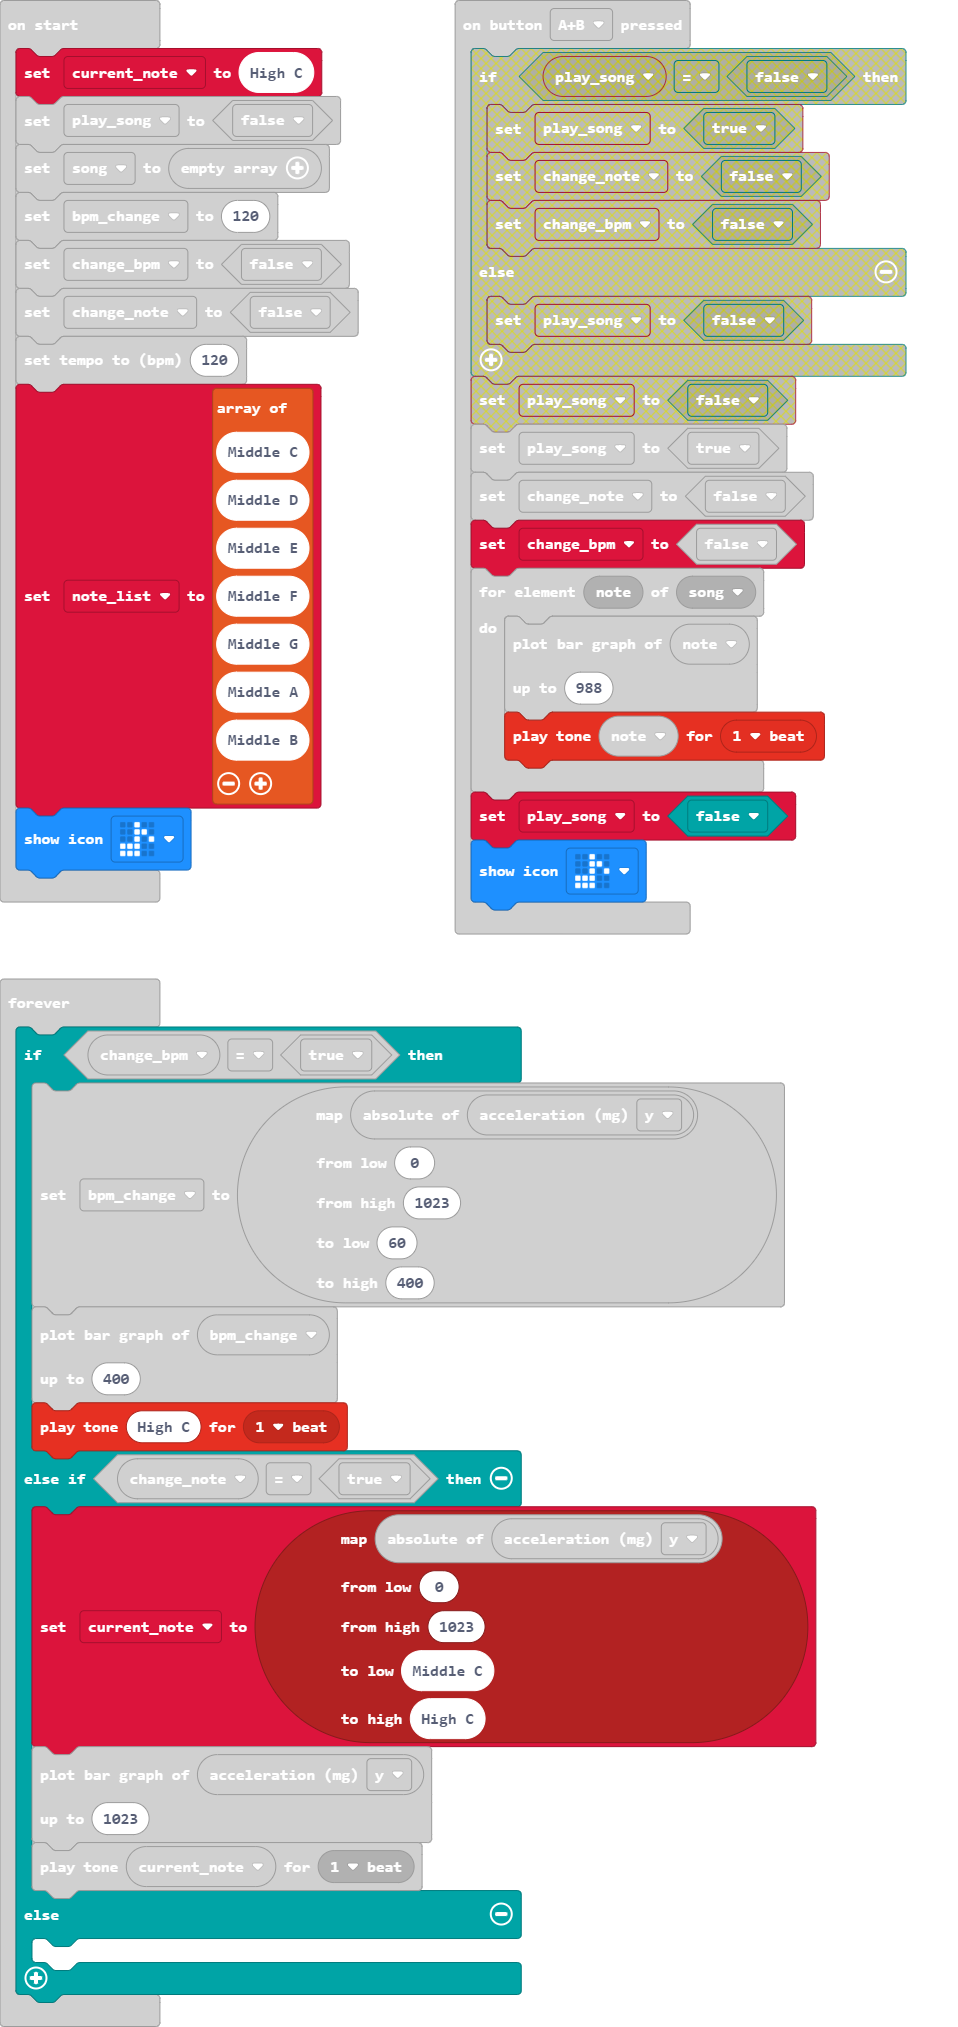 on start
set current_note to High C
set play_song to false
set song to empty array
set bpm_change to 120
set change_bpm to false
set change_note to false
set tempo to (bpm) 120
array of
Middle C
Middle D
Middle E
set note_list to Middle F
Middle G
Middle A
Middle B
show icon
on button A+B pressed
if play_song = false then
set play_song to true
set change_note to false
set change_bpm to false
else
set play_song to false
set play_song to false
set play_song to true
set change_note to false
set change_bpm to false
for element note of song
do
plot bar graph of note
up to 988
play tone note for 1 beat
set play_song to false
show icon
forever
if change_bpm = true then
map absolute of acceleration (mg) y
from low 0
set bpm_change to
from high 1023
to low 60
to high 400
plot bar graph of bpm_change
up to 400
play tone High C for 1 beat
else if change_note = true then
map absolute of acceleration (mg) y
from low 0
set current_note to from high 1023
to low Middle C
to high High C
plot bar graph of acceleration (mg) y
up to 1023
play tone current_note for 1 beat
else